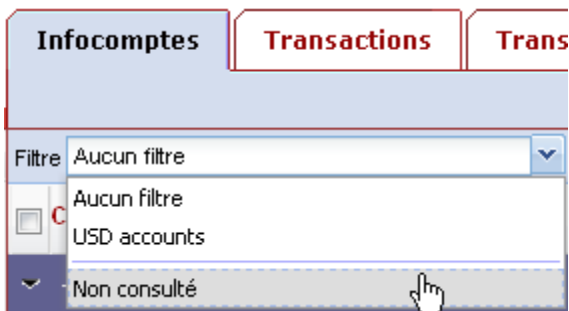 Infocomptes Transactions Trans
Filtre Aucun filtre
Aucun filtre
C
USD accounts
Non consulté